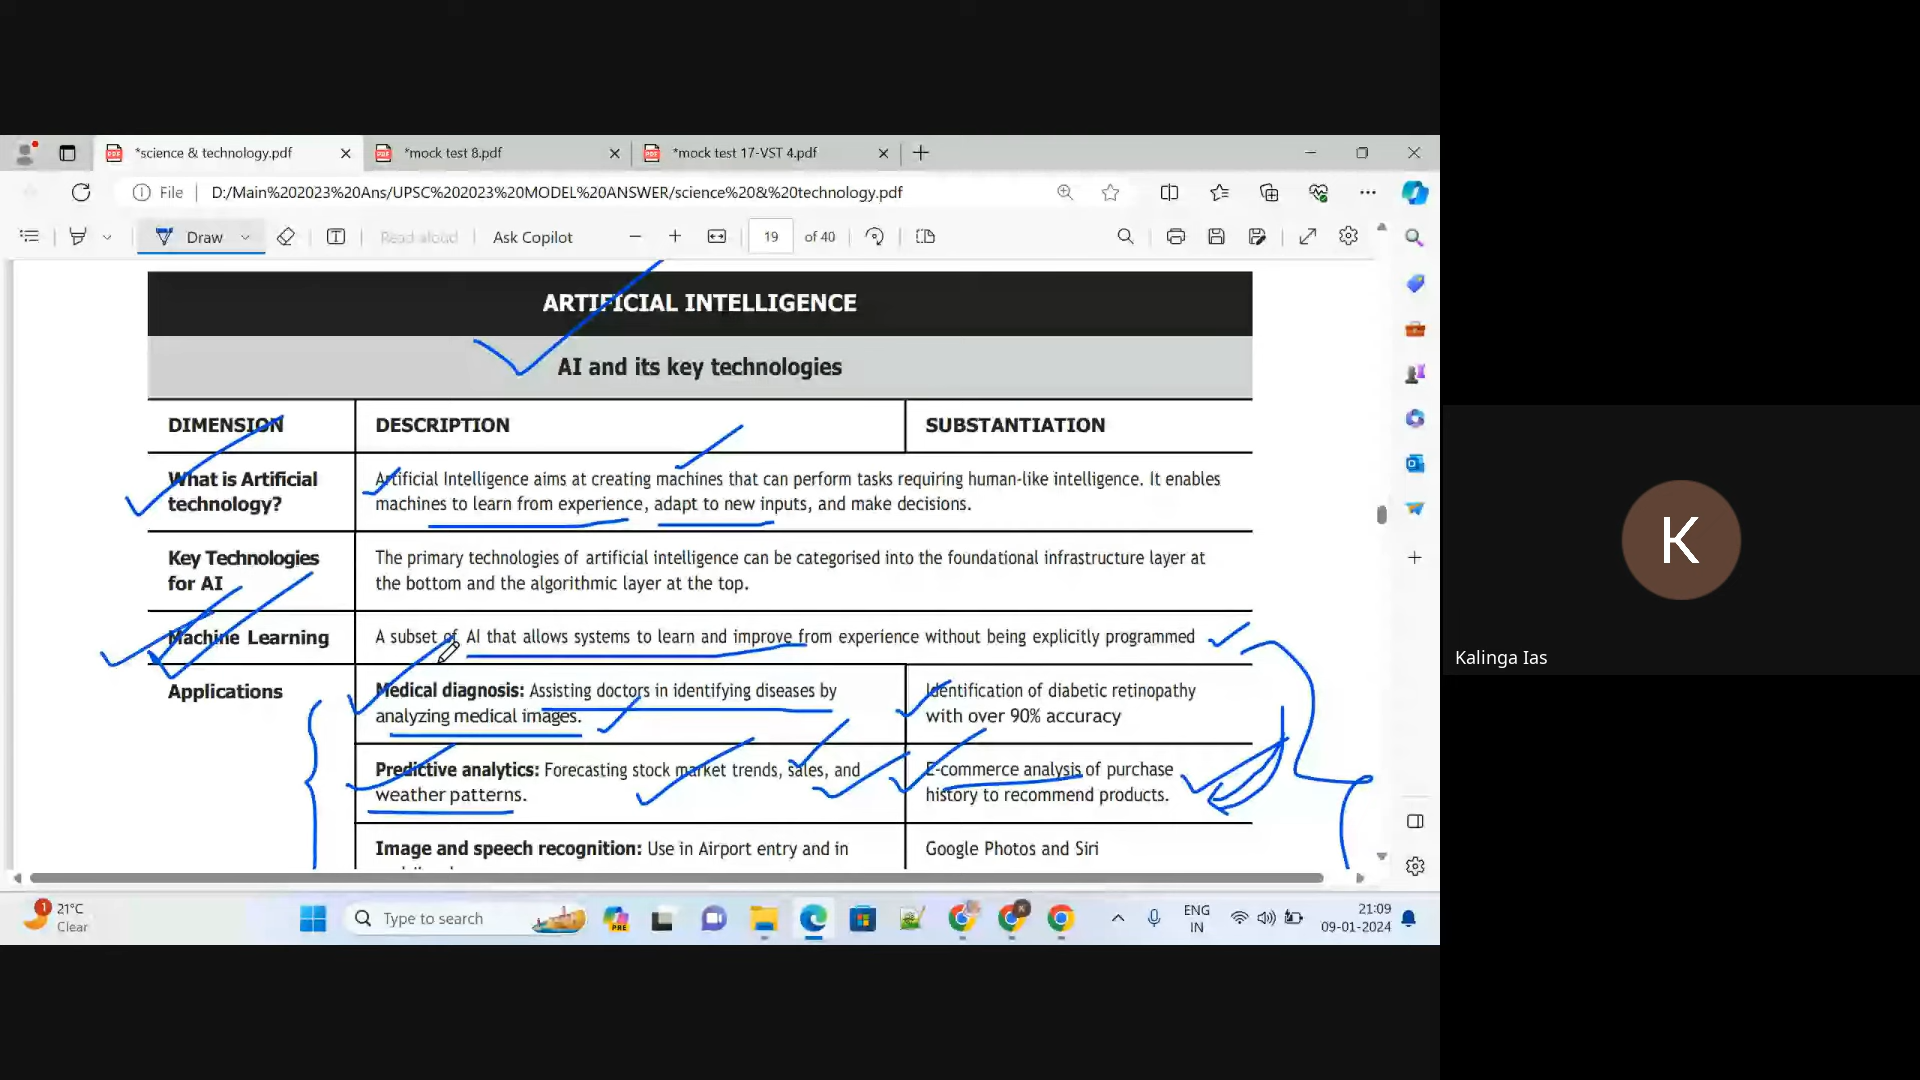 *science & technology.pdf
*mock test 8.pdf
*mock test 17-VST 4.pdf
File
D:/Main%202023%20Ans/UPSC%202023%20MODEL%20ANSWER/science%20&%20technology.pdf
Draw
Read aloud
Ask Copilot
19
of 40
ARTIFICIAL INTELLIGENCE
AI and its key technologies
DIMENSION
DESCRIPTION
SUBSTANTIATION
What is Artificial
technology?
Artificial Intelligence aims at creating machines that can perform tasks requiring human-like intelligence. It enables
machines to learn from experience, adapt to new inputs, and make decisions.
Key Technologies
for AI
The primary technologies of artificial intelligence can be categorised into the foundational infrastructure layer at
the bottom and the algorithmic layer at the top.
Machine Learning
A subset of AI that allows systems to learn and improve from experience without being explicitly programmed
Applications
Medical diagnosis: Assisting doctors in identifying diseases by
analyzing medical images.
Identification of diabetic retinopathy
with over 90% accuracy
Predictive analytics: Forecasting stock market trends, sales, and
weather patterns.
E-commerce analysis of purchase
history to recommend products.
Image and speech recognition: Use in Airport entry and in
Google Photos and Siri
K
Kalinga Ias
1
21°C
Clear
Type to search
PRE
K
ENG
IN
21:09
09-01-2024